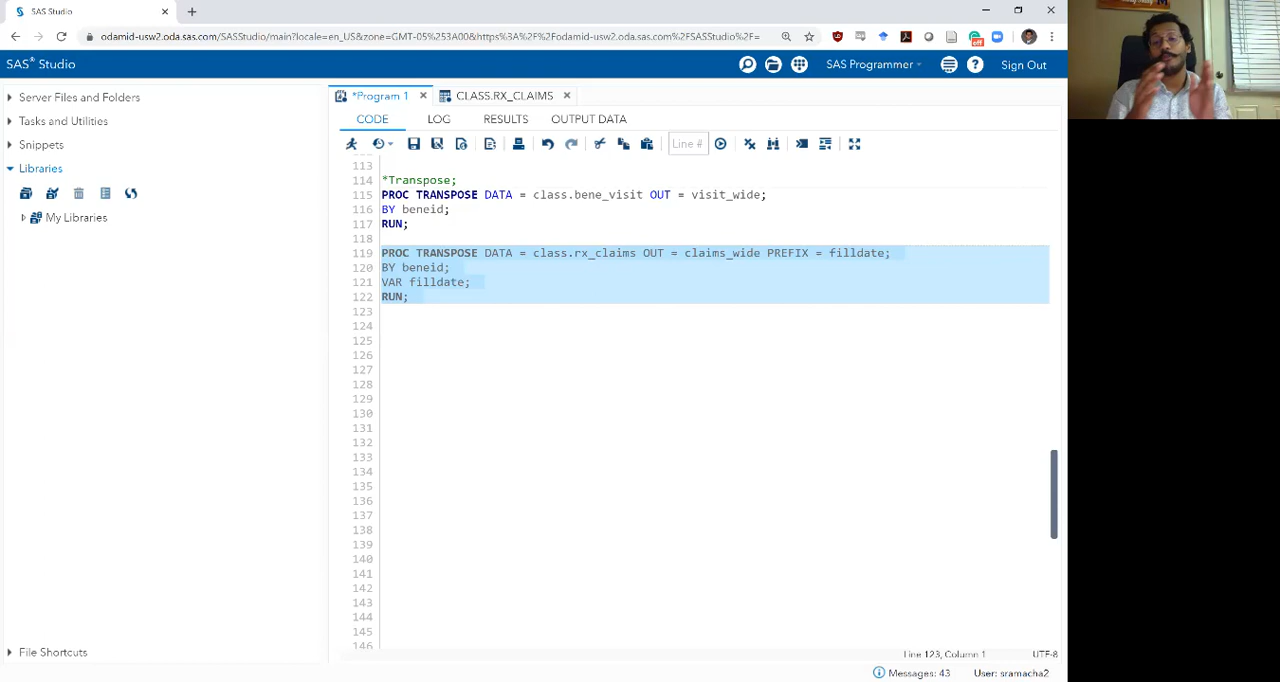 SAS Studio
odamid-usw2.oda.sas.com/SASStudio/main?locale=en_US&zone=GMT-05%253A00&https%3A%2F%2Fodamid-usw2.oda.sas.com%2FSASStudio%2F=
SAS® Studio
SAS Programmer
Sign Out
Server Files and Folders
Tasks and Utilities
Snippets
Libraries
My Libraries
File Shortcuts
*Program 1
CLASS.RX_CLAIMS
CODE
LOG
RESULTS
OUTPUT DATA
Line #
113
114 *Transpose;
115 PROC TRANSPOSE DATA = class.bene_visit OUT = visit_wide;
116 BY beneid;
117 RUN;
118
119 PROC TRANSPOSE DATA = class.rx_claims OUT = claims_wide PREFIX = filldate;
120 BY beneid;
121 VAR filldate;
122 RUN;
123
124
125
126
127
128
129
130
131
132
133
134
135
136
137
138
139
140
141
142
143
144
145
146
Line 123, Column 1
UTF-8
Messages: 43
User: sramacha2